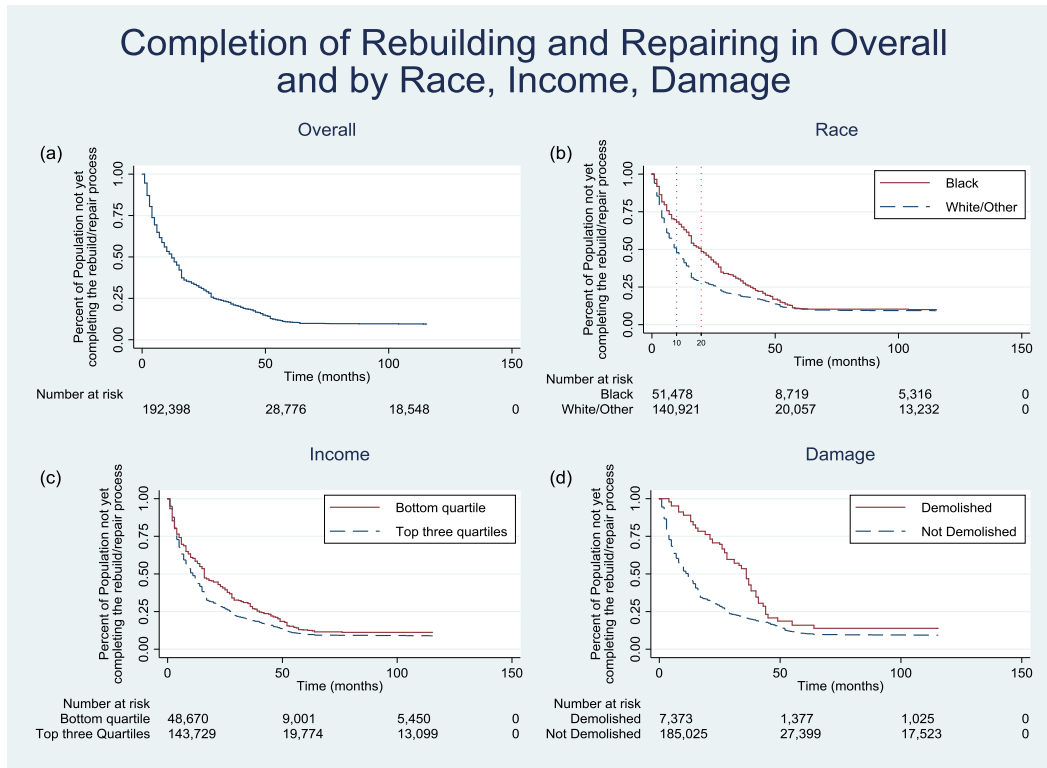 Completion of Rebuilding and Repairing in Overall
and by Race, Income, Damage
Overall
(a)
Percent of Population not yet
completing the rebuild/repair process
1.00
0.75
0.50
0.25
0.00
0 50 100 150
Time (months)
Number at risk
192,398 28,776 18,548 0
Race
(b)
Percent of Population not yet
completing the rebuild/repair process
1.00
0.75
0.50
0.25
0.00
Black
White/Other
0 10 20 50 100 150
Time (months)
Number at risk
Black 51,478 8,719 5,316 0
White/Other 140,921 20,057 13,232 0
Income
(c)
Percent of Population not yet
completing the rebuild/repair process
1.00
0.75
0.50
0.25
0.00
Bottom quartile
Top three quartiles
0 50 100 150
Time (months)
Number at risk
Bottom quartile 48,670 9,001 5,450 0
Top three Quartiles 143,729 19,774 13,099 0
Damage
(d)
Percent of Population not yet
completing the rebuild/repair process
1.00
0.75
0.50
0.25
0.00
Demolished
Not Demolished
0 50 100 150
Time (months)
Number at risk
Demolished 7,373 1,377 1,025 0
Not Demolished 185,025 27,399 17,523 0